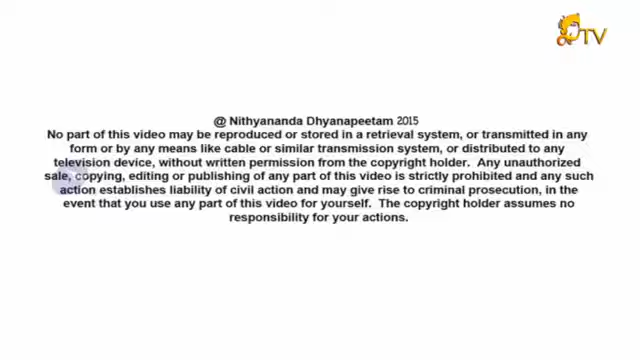 TV
@ Nithyananda Dhyanapeetam 2015
No part of this video may be reproduced or stored in a retrieval system, or transmitted in any
form or by any means like cable or similar transmission system, or distributed to any
television device, without written permission from the copyright holder. Any unauthorized
sale, copying, editing or publishing of any part of this video is strictly prohibited and any such
action establishes liability of civil action and may give rise to criminal prosecution, in the
event that you use any part of this video for yourself. The copyright holder assumes no
responsibility for your actions.